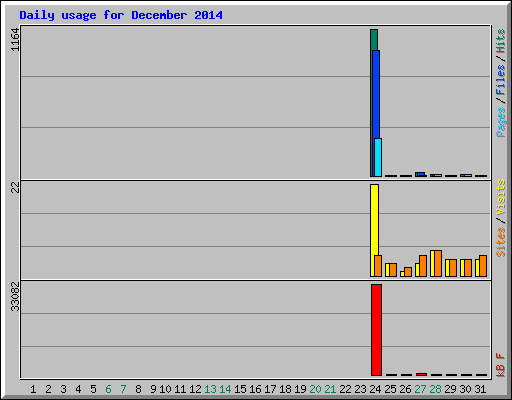 Daily usage for December 2014
1164
22
33082
Pages/Files/Hits
Sites/Visits
kB F
1 2 3 4 5 6 7 8 9 10 11 12 13 14 15 16 17 18 19 20 21 22 23 24 25 26 27 28 29 30 31